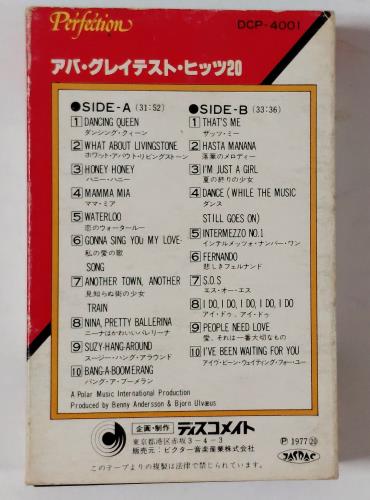 Perfection
DCP-4001
アバ・グレイテスト・ヒッツ20
●SIDE-A (31:52)
1 DANCING QUEEN
ダンシング・クィーン
2 WHAT ABOUT LIVINGSTONE
ホワット・アバウト・リビングストーン
3 HONEY HONEY
ハニー・ハニー
4 MAMMA MIA
ママ・ミア
5 WATERLOO
恋のウォータールー
6 GONNA SING YOU MY LOVE
私の愛の歌
SONG
7 ANOTHER TOWN, ANOTHER
見知らぬ街の少女
TRAIN
8 NINA, PRETTY BALLERINA
ニーナはかわいいバレリーナ
9 SUZY-HANG-AROUND
スージー・ハング・アラウンド
10 BANG-A-BOOMERANG
バング・ア・ブーメラン
●SIDE-B (33:36)
1 THAT'S ME
ザッツ・ミー
2 HASTA MANANA
落葉のメロディー
3 I'M JUST A GIRL
夏の終りの少女
4 DANCE (WHILE THE MUSIC
ダンス
STILL GOES ON)
5 INTERMEZZO NO.1
インテルメッツォ・ナンバー・ワン
6 FERNANDO
悲しきフェルナンド
7 S.O.S
エス・オー・エス
8 I DO, I DO, I DO, I DO, I DO
アイ・ドゥ、アイ・ドゥ
9 PEOPLE NEED LOVE
愛、それは一番大切なもの
10 I'VE BEEN WAITING FOR YOU
アイヴ・ビーン・ウェイティング・フォー・ユー
A Polar Music International Production
Produced by Benny Andersson & Bjorn Ulvæus
企画・制作 ディスコメイト
東京都港区赤坂3-4-3
販売元：ビクター音楽産業株式会社
このテープよりの複製は法律で禁じられています。
Ⓟ 1977 ⑳
JASRAC